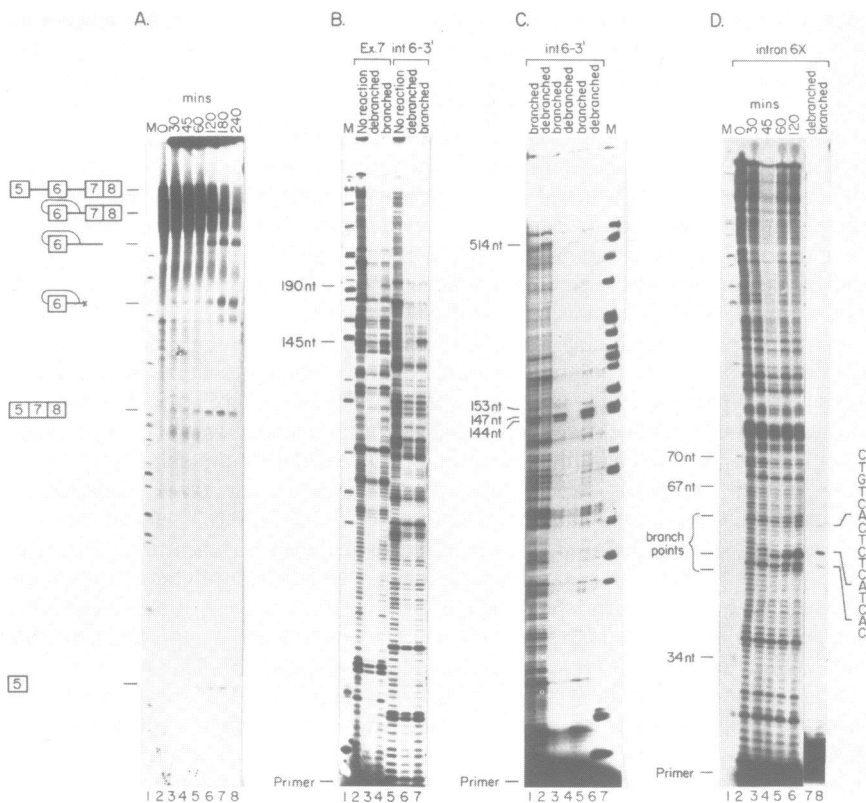 A.
mins
M 0 30 45 60 120 180 240
5 6 7 8
6 7 8
6
6 x
5 7 8
5
1 2 3 4 5 6 7 8
B.
Ex.7 int 6-3'
M No reaction debranched branched No reaction debranched branched
190nt
145nt
Primer
1 2 3 4 5 6 7
C.
int 6-3'
branched debranched branched debranched branched debranched M
514nt
153nt
147nt
144nt
Primer
1 2 3 4 5 6 7
D.
intron 6X
mins
M 0 30 45 60 120 debranched branched
70nt
67nt
branch points
34nt
Primer
1 2 3 4 5 6 7 8
C
T
G
T
C
A
C
T
C
T
C
A
T
C
A
C